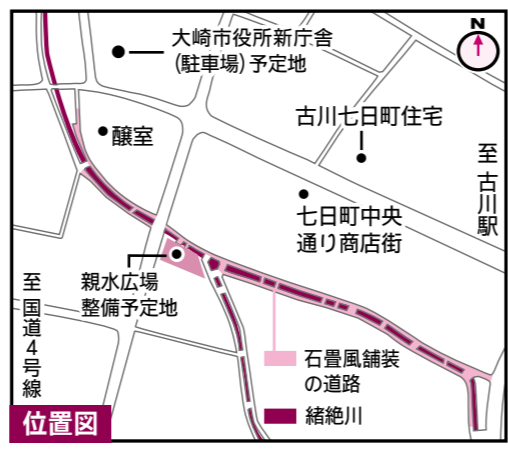 大崎市役所新庁舎
(駐車場)予定地
N
古川七日町住宅
醸室
至 古川駅
七日町中央
通り商店街
親水広場
整備予定地
至 国道4号線
石畳風舗装
の道路
緒絶川
位置図